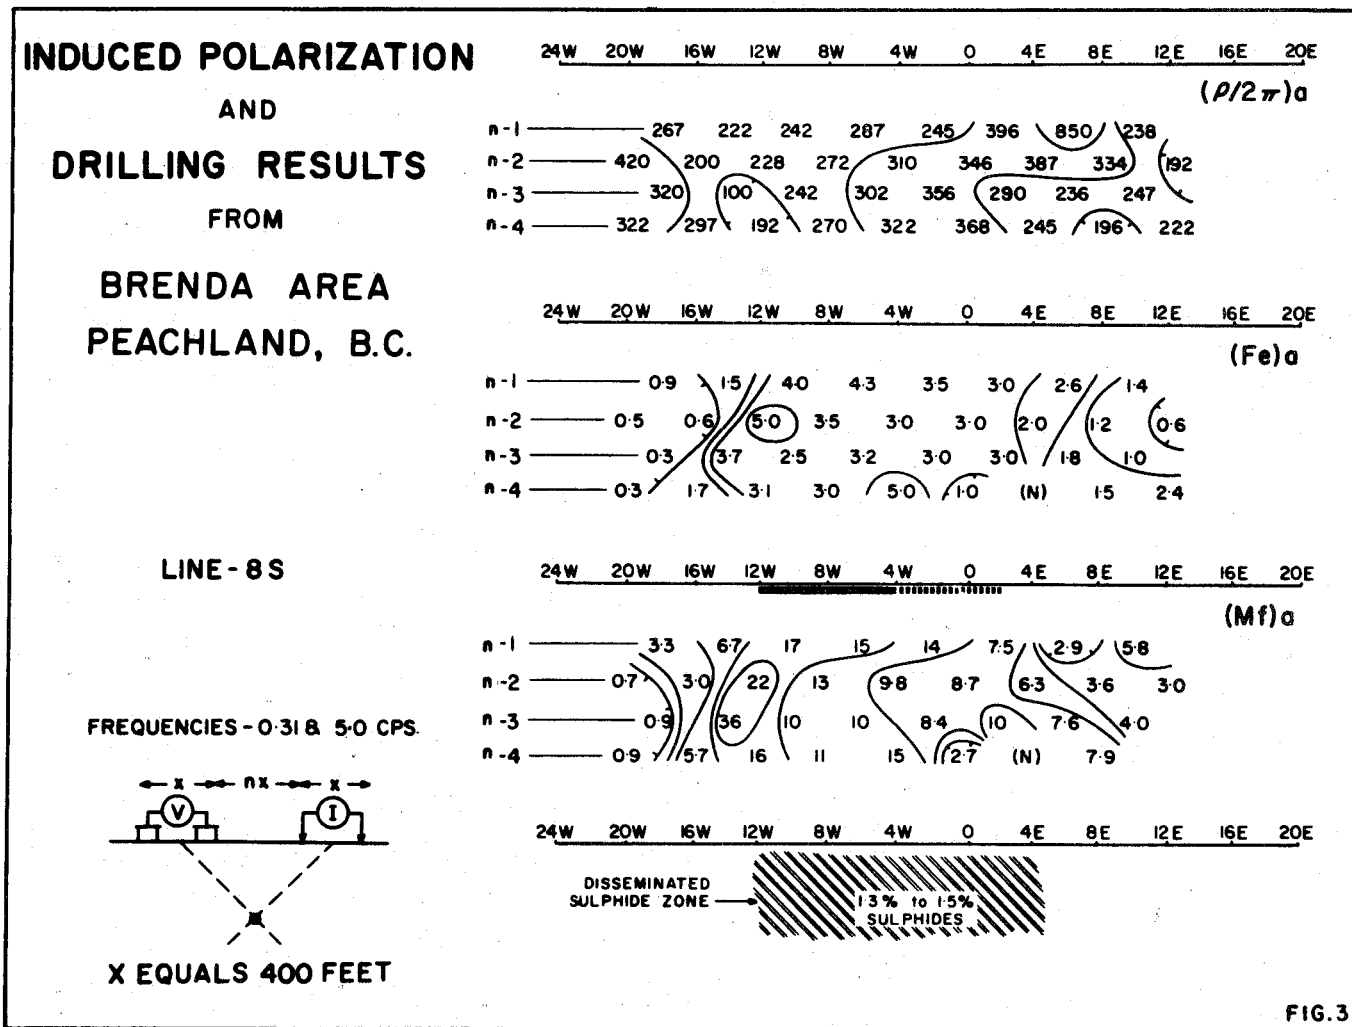 INDUCED POLARIZATION
AND
DRILLING RESULTS
FROM
BRENDA AREA
PEACHLAND, B.C.
LINE-8S
FREQUENCIES-0·31 & 5·0 CPS.
x nx x
V I
X EQUALS 400 FEET
24W 20W 16W 12W 8W 4W 0 4E 8E 12E 16E 20E
(ρ/2π)a
n-1 267 222 242 287 245 396 850 238
n-2 420 200 228 272 310 346 387 334 192
n-3 320 100 242 302 356 290 236 247
n-4 322 297 192 270 322 368 245 196 222
24W 20W 16W 12W 8W 4W 0 4E 8E 12E 16E 20E
(Fe)a
n-1 0·9 1·5 4·0 4·3 3·5 3·0 2·6 1·4
n-2 0·5 0·6 5·0 3·5 3·0 3·0 2·0 1·2 0·6
n-3 0·3 3·7 2·5 3·2 3·0 3·0 1·8 1·0
n-4 0·3 1·7 3·1 3·0 5·0 1·0 (N) 1·5 2·4
24W 20W 16W 12W 8W 4W 0 4E 8E 12E 16E 20E
(Mf)a
n-1 3·3 6·7 17 15 14 7·5 2·9 5·8
n-2 0·7 3·0 22 13 9·8 8·7 6·3 3·6 3·0
n-3 0·9 36 10 10 8·4 10 7·6 4·0
n-4 0·9 5·7 16 11 15 2·7 (N) 7·9
24W 20W 16W 12W 8W 4W 0 4E 8E 12E 16E 20E
DISSEMINATED
SULPHIDE ZONE
1·3% to 1·5%
SULPHIDES
FIG.3